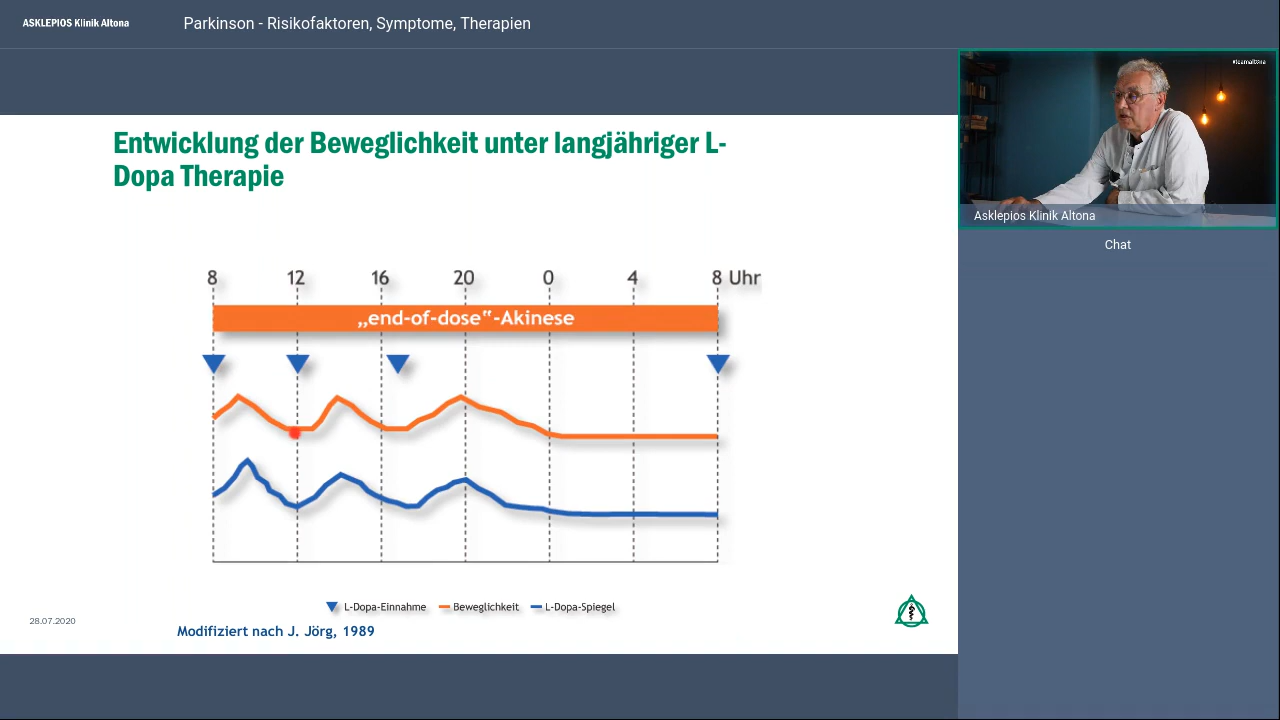 ASKLEPIOS Klinik Altona
Parkinson - Risikofaktoren, Symptome, Therapien
#teamaltona
Asklepios Klinik Altona
Chat
Entwicklung der Beweglichkeit unter langjähriger L-
Dopa Therapie
8 12 16 20 0 4 8 Uhr
„end-of-dose“-Akinese
L-Dopa-Einnahme Beweglichkeit L-Dopa-Spiegel
28.07.2020
Modifiziert nach J. Jörg, 1989